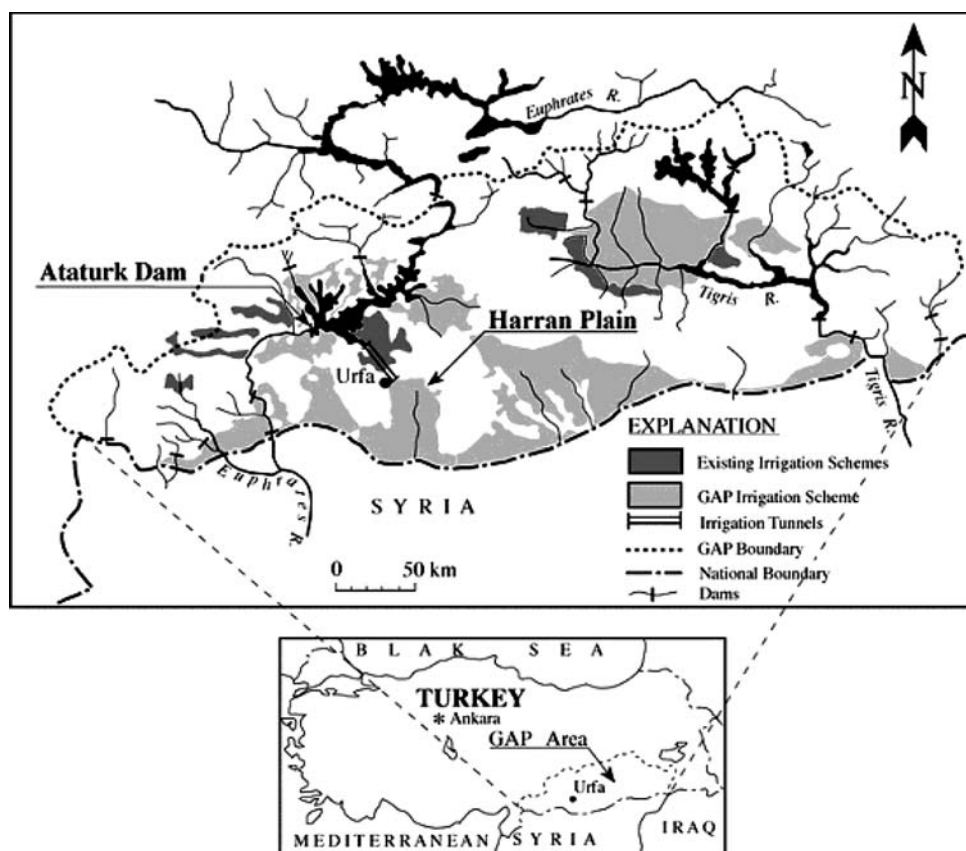 N
Euphrates R.
Ataturk Dam
Tigris R.
Harran Plain
Urfa
Tigris R.
Euphrates R.
SYRIA
0 50 km
EXPLANATION
Existing Irrigation Schemes
GAP Irrigation Scheme
Irrigation Tunnels
GAP Boundary
National Boundary
Dams
BLAK SEA
TURKEY
* Ankara
GAP Area
Urfa
MEDITERRANEAN SYRIA IRAQ